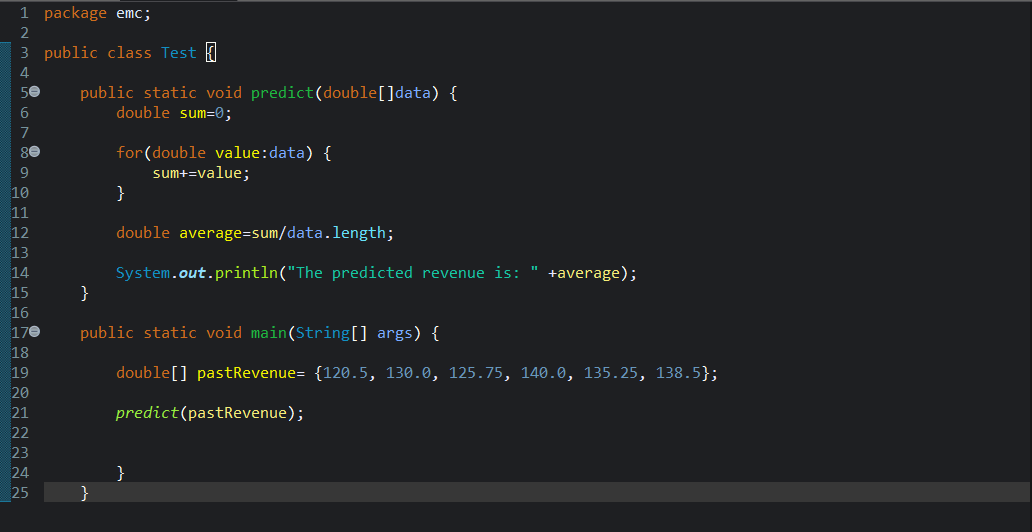 1 package emc;
2
3 public class Test {
4
5     public static void predict(double[]data) {
6         double sum=0;
7
8         for(double value:data) {
9             sum+=value;
10         }
11
12         double average=sum/data.length;
13
14         System.out.println("The predicted revenue is: " +average);
15     }
16
17     public static void main(String[] args) {
18
19         double[] pastRevenue= {120.5, 130.0, 125.75, 140.0, 135.25, 138.5};
20
21         predict(pastRevenue);
22
23
24         }
25     }